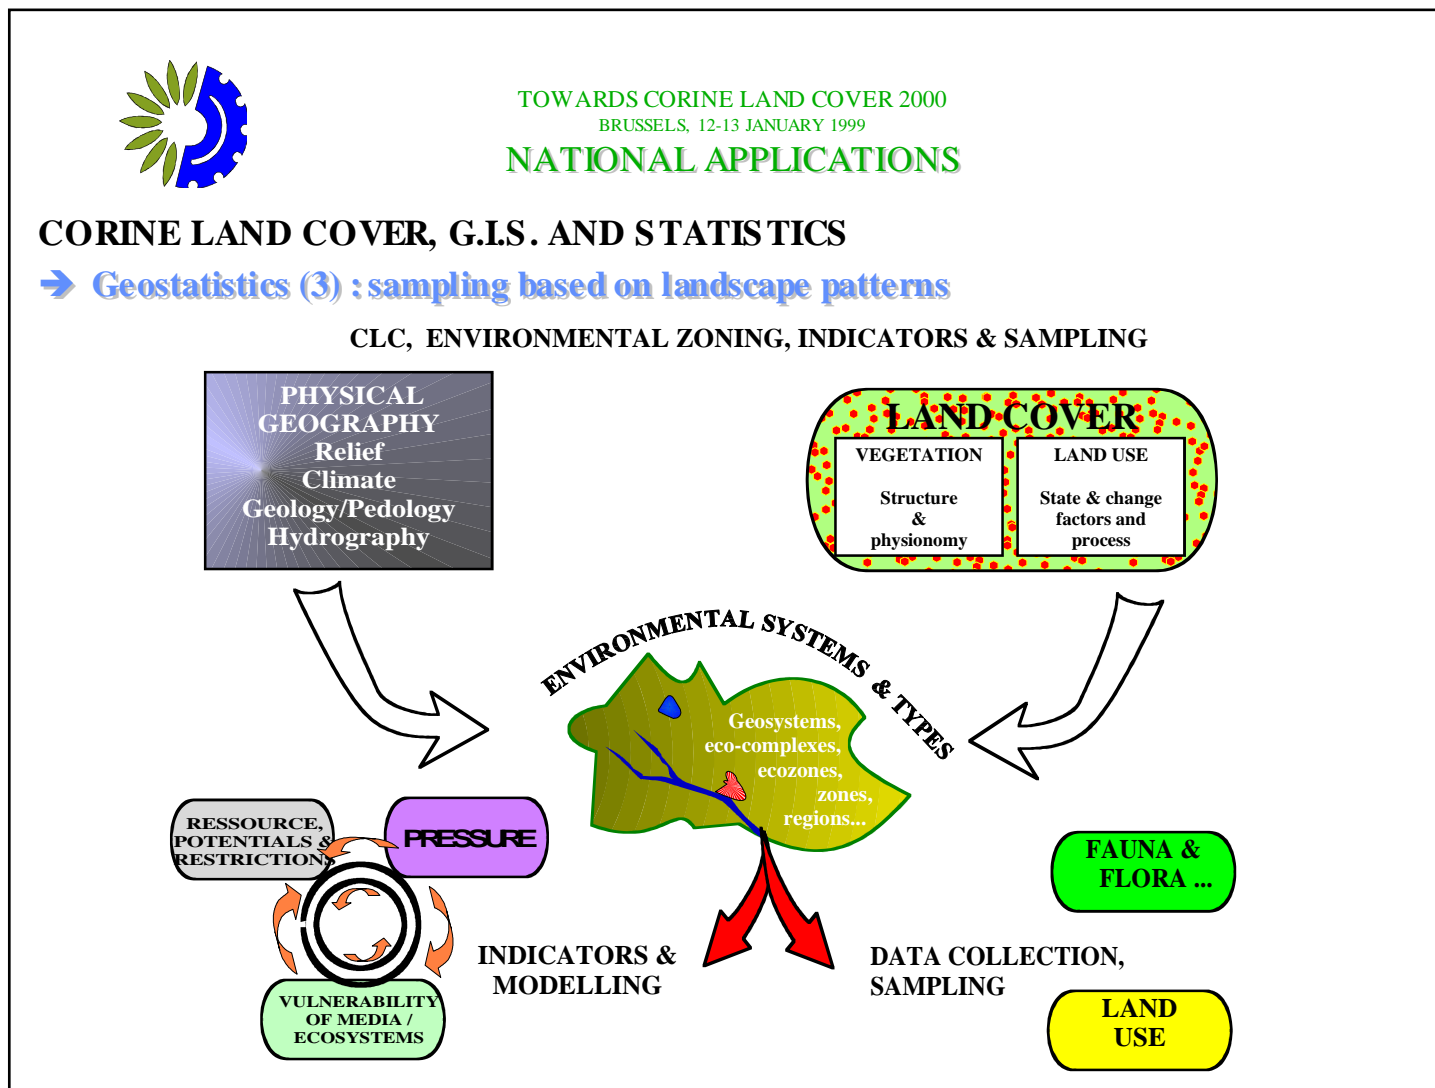 TOWARDS CORINE LAND COVER 2000
BRUSSELS, 12-13 JANUARY 1999
NATIONAL APPLICATIONS
CORINE LAND COVER, G.I.S. AND STATISTICS
➔ Geostatistics (3) : sampling based on landscape patterns
CLC, ENVIRONMENTAL ZONING, INDICATORS & SAMPLING
PHYSICAL
GEOGRAPHY
Relief
Climate
Geology/Pedology
Hydrography
LAND COVER
VEGETATION
Structure
&
physionomy
LAND USE
State & change
factors and
process
ENVIRONMENTAL SYSTEMS & TYPES
Geosystems,
eco-complexes,
ecozones,
zones,
regions...
RESSOURCE,
POTENTIALS &
RESTRICTIONS
PRESSURE
VULNERABILITY
OF MEDIA /
ECOSYSTEMS
INDICATORS &
MODELLING
DATA COLLECTION,
SAMPLING
FAUNA &
FLORA ...
LAND
USE